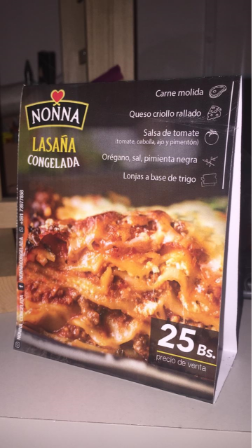 NOÑNA
LASAÑA
CONGELADA
Carne molida
Queso criollo rallado
Salsa de tomate
(tomate, cebolla, ajo y pimentón)
Orégano, sal, pimienta negra
Lonjas a base de trigo
25 Bs.
precio de venta